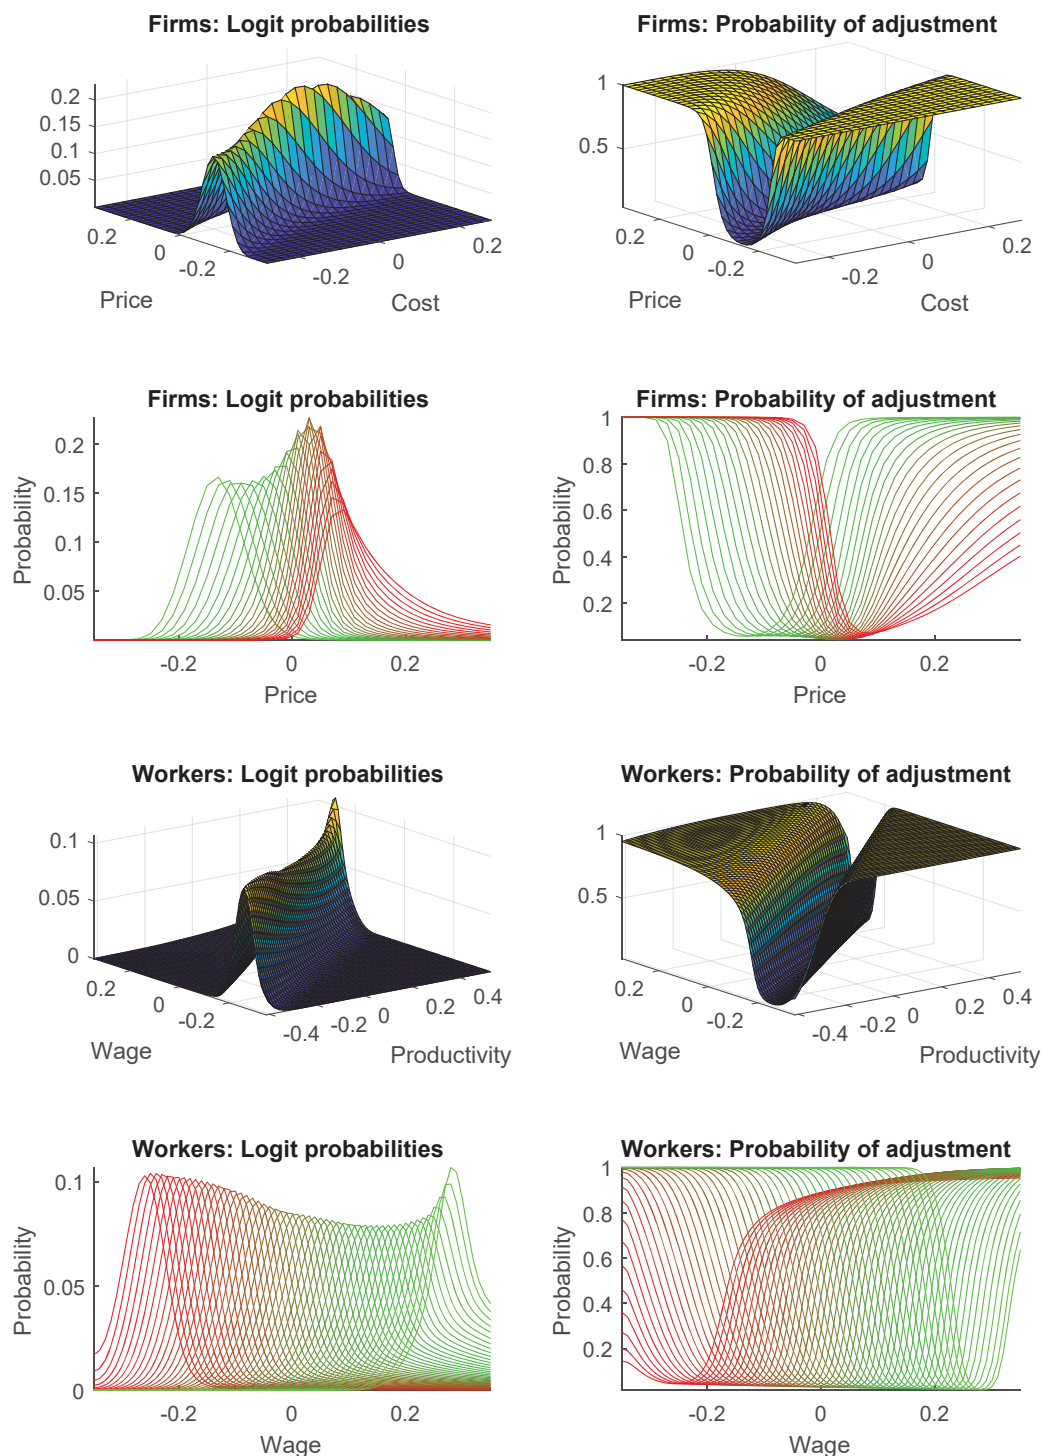 Firms: Logit probabilities
0.2
0.15
0.1
0.05
0.2
0
-0.2
Price
-0.2
0
0.2
Cost
Firms: Probability of adjustment
1
0.5
0.2
0
-0.2
Price
-0.2
0
0.2
Cost
Firms: Logit probabilities
Probability
0.2
0.15
0.1
0.05
-0.2 0 0.2
Price
Firms: Probability of adjustment
Probability
1
0.8
0.6
0.4
0.2
-0.2 0 0.2
Price
Workers: Logit probabilities
0.1
0.05
0
0.2
0
-0.2
Wage
-0.4
-0.2
0
0.2
0.4
Productivity
Workers: Probability of adjustment
1
0.5
0.2
0
-0.2
Wage
-0.4
-0.2
0
0.2
0.4
Productivity
Workers: Logit probabilities
Probability
0.1
0.05
0
-0.2 0 0.2
Wage
Workers: Probability of adjustment
Probability
1
0.8
0.6
0.4
0.2
-0.2 0 0.2
Wage